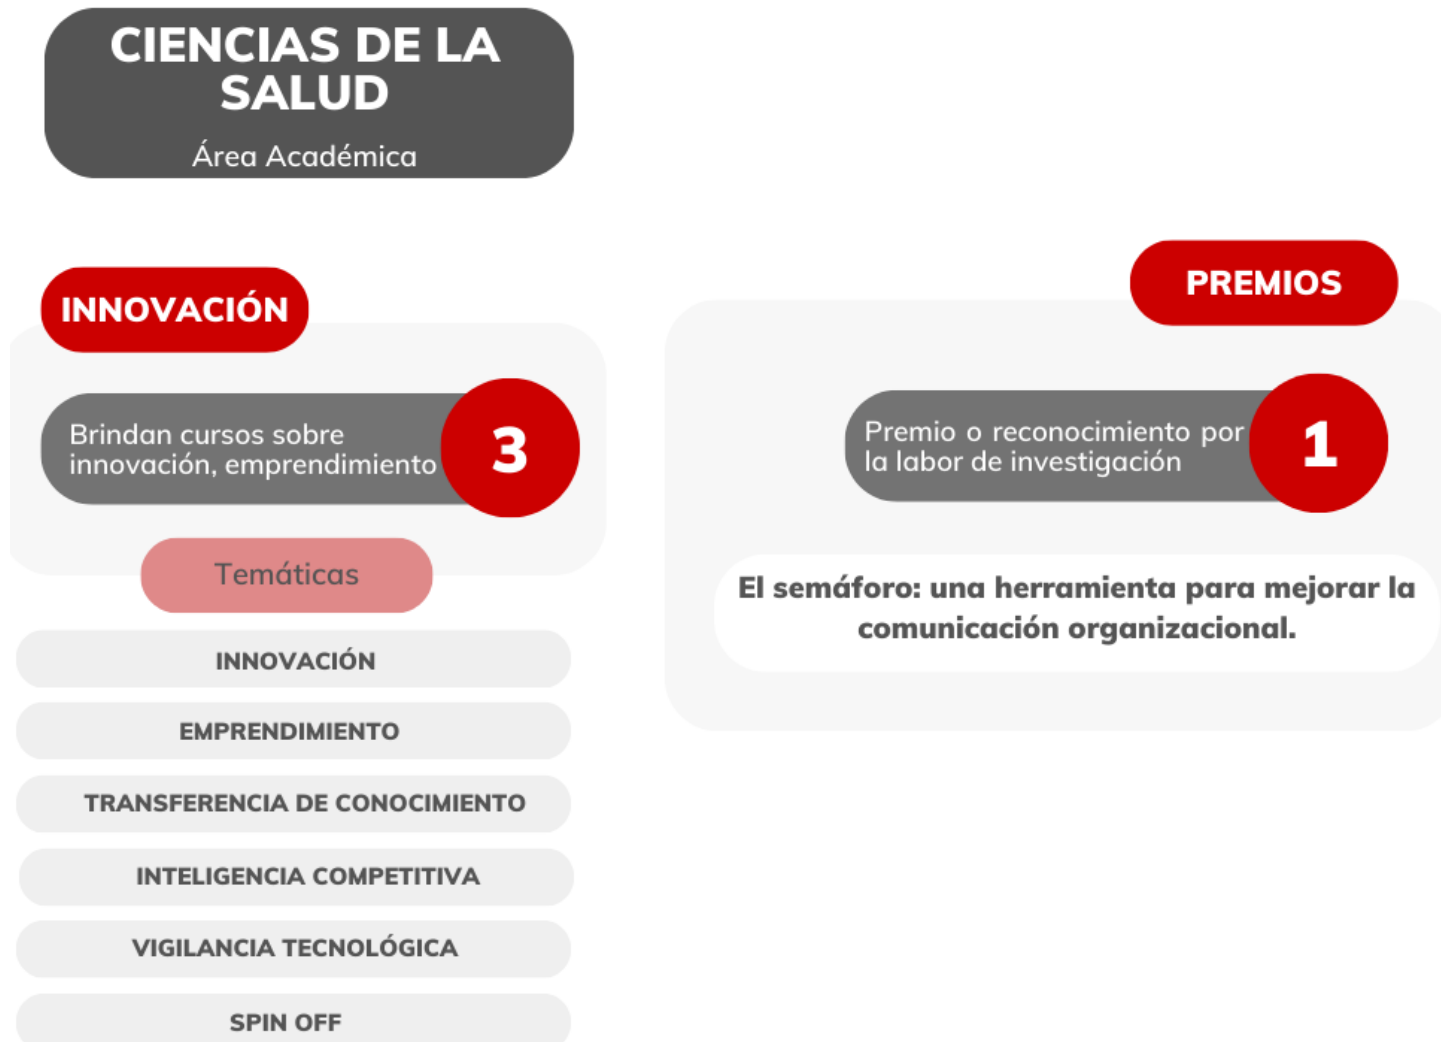 CIENCIAS DE LA
SALUD
Área Académica
INNOVACIÓN
Brindan cursos sobre
innovación, emprendimiento
3
Temáticas
INNOVACIÓN
EMPRENDIMIENTO
TRANSFERENCIA DE CONOCIMIENTO
INTELIGENCIA COMPETITIVA
VIGILANCIA TECNOLÓGICA
SPIN OFF
PREMIOS
Premio o reconocimiento por
la labor de investigación
1
El semáforo: una herramienta para mejorar la
comunicación organizacional.